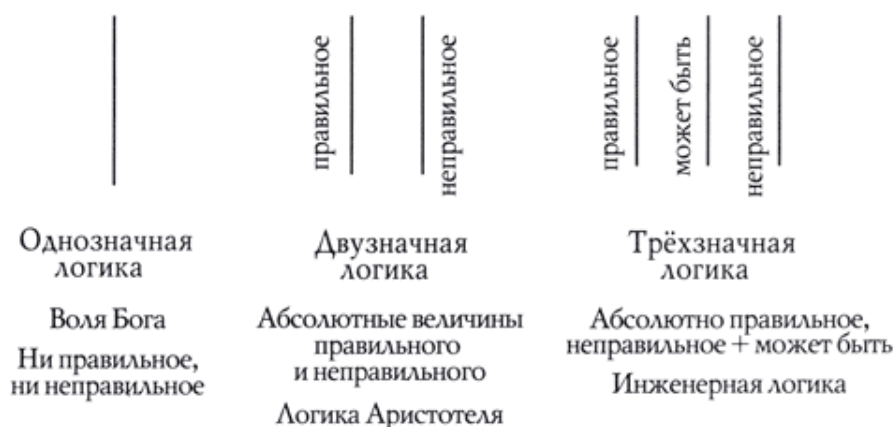 правильное
неправильное
правильное
может быть
неправильное
Однозначная
логика
Воля Бога
Ни правильное,
ни неправильное
Двузначная
логика
Абсолютные величины
правильного
и неправильного
Логика Аристотеля
Трёхзначная
логика
Абсолютно правильное,
неправильное + может быть
Инженерная логика